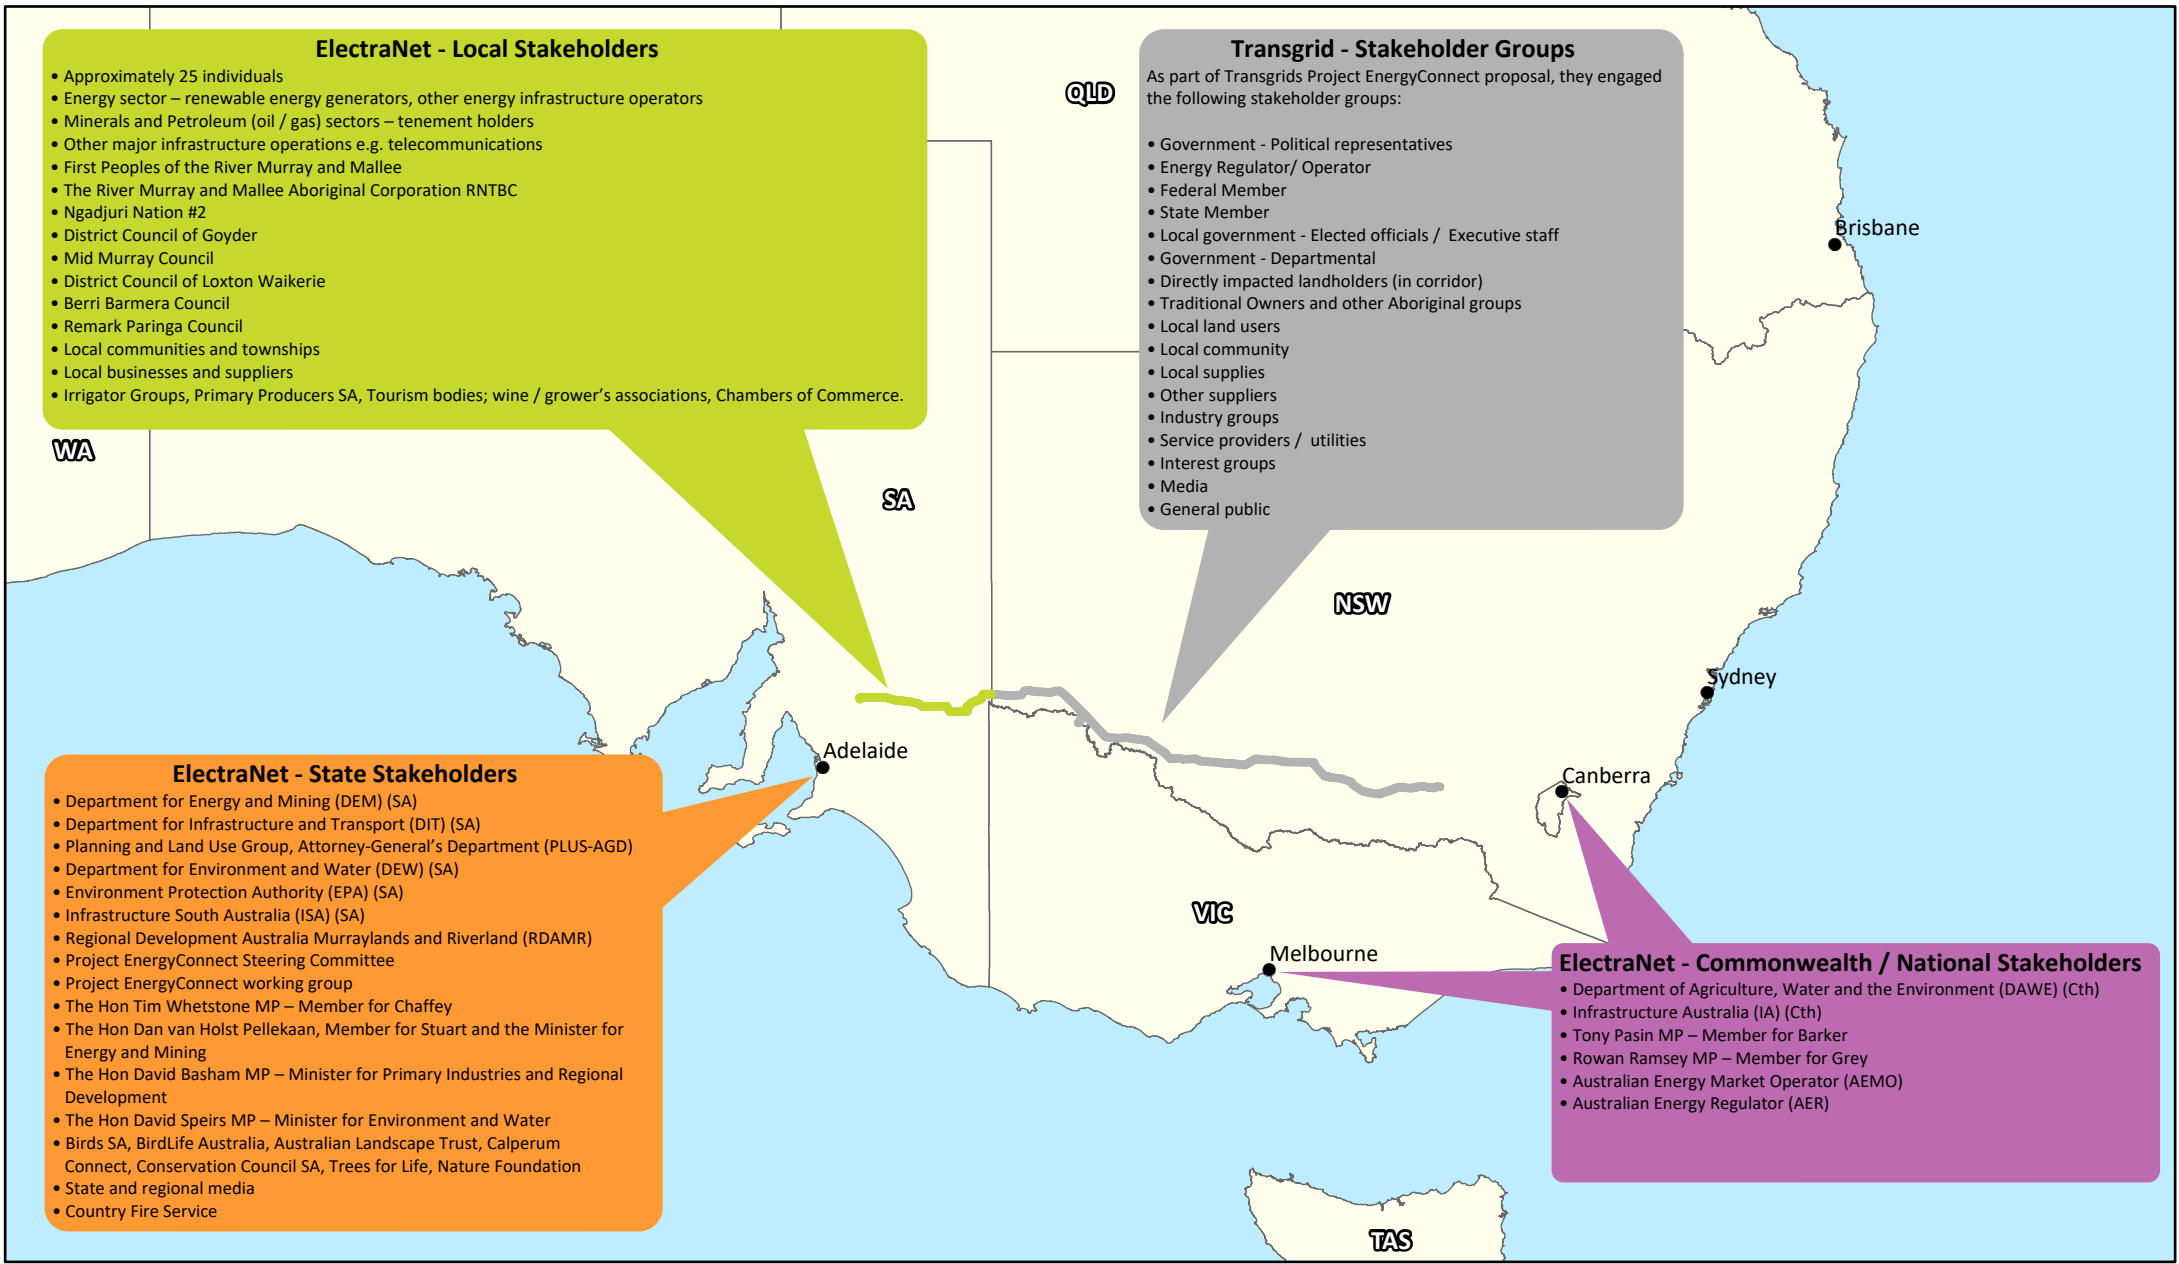 ElectraNet - Local Stakeholders
• Approximately 25 individuals
• Energy sector – renewable energy generators, other energy infrastructure operators
• Minerals and Petroleum (oil / gas) sectors – tenement holders
• Other major infrastructure operations e.g. telecommunications
• First Peoples of the River Murray and Mallee
• The River Murray and Mallee Aboriginal Corporation RNTBC
• Ngadjuri Nation #2
• District Council of Goyder
• Mid Murray Council
• District Council of Loxton Waikerie
• Berri Barmera Council
• Remark Paringa Council
• Local communities and townships
• Local businesses and suppliers
• Irrigator Groups, Primary Producers SA, Tourism bodies; wine / grower’s associations, Chambers of Commerce.
Transgrid - Stakeholder Groups
As part of Transgrids Project EnergyConnect proposal, they engaged
the following stakeholder groups:
• Government - Political representatives
• Energy Regulator/ Operator
• Federal Member
• State Member
• Local government - Elected officials / Executive staff
• Government - Departmental
• Directly impacted landholders (in corridor)
• Traditional Owners and other Aboriginal groups
• Local land users
• Local community
• Local supplies
• Other suppliers
• Industry groups
• Service providers / utilities
• Interest groups
• Media
• General public
QLD
Brisbane
WA
SA
NSW
Sydney
Adelaide
Canberra
VIC
Melbourne
TAS
ElectraNet - State Stakeholders
• Department for Energy and Mining (DEM) (SA)
• Department for Infrastructure and Transport (DIT) (SA)
• Planning and Land Use Group, Attorney-General’s Department (PLUS-AGD)
• Department for Environment and Water (DEW) (SA)
• Environment Protection Authority (EPA) (SA)
• Infrastructure South Australia (ISA) (SA)
• Regional Development Australia Murraylands and Riverland (RDAMR)
• Project EnergyConnect Steering Committee
• Project EnergyConnect working group
• The Hon Tim Whetstone MP – Member for Chaffey
• The Hon Dan van Holst Pellekaan, Member for Stuart and the Minister for
Energy and Mining
• The Hon David Basham MP – Minister for Primary Industries and Regional
Development
• The Hon David Speirs MP – Minister for Environment and Water
• Birds SA, BirdLife Australia, Australian Landscape Trust, Calperum
Connect, Conservation Council SA, Trees for Life, Nature Foundation
• State and regional media
• Country Fire Service
ElectraNet - Commonwealth / National Stakeholders
• Department of Agriculture, Water and the Environment (DAWE) (Cth)
• Infrastructure Australia (IA) (Cth)
• Tony Pasin MP – Member for Barker
• Rowan Ramsey MP – Member for Grey
• Australian Energy Market Operator (AEMO)
• Australian Energy Regulator (AER)